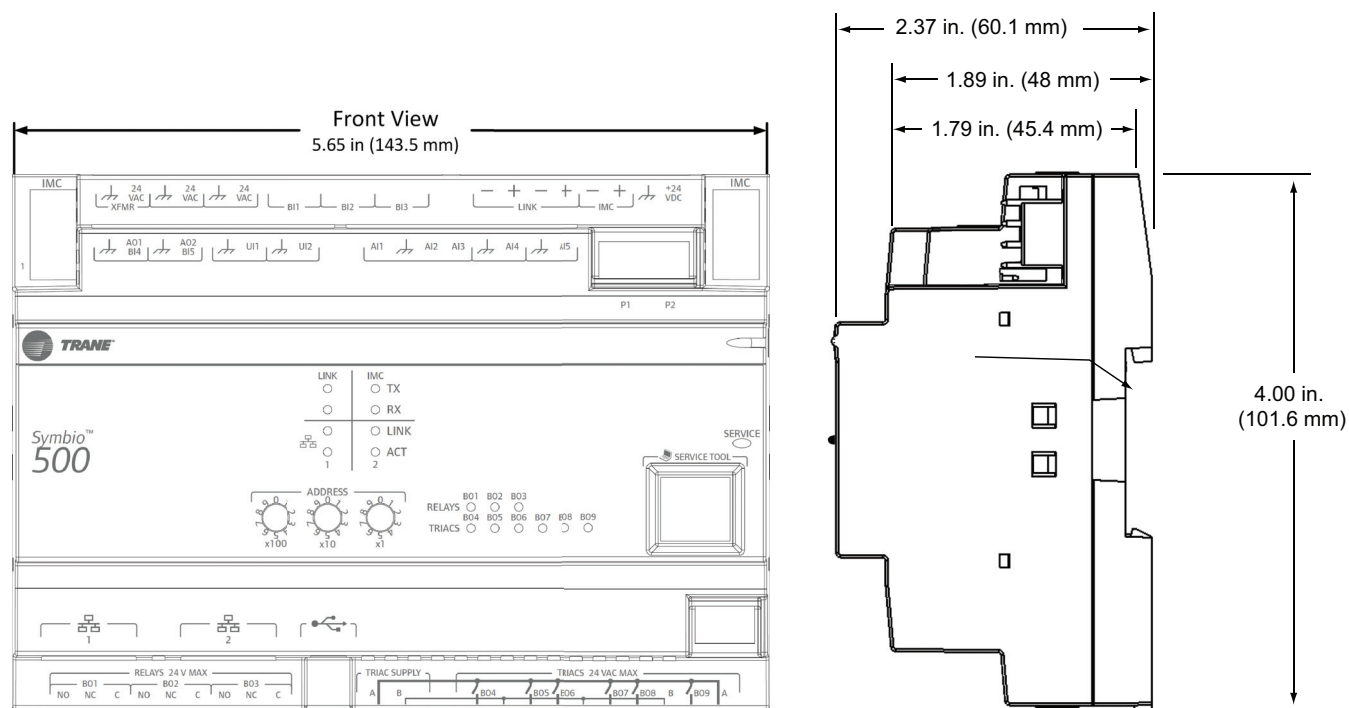 2.37 in. (60.1 mm)
1.89 in. (48 mm)
1.79 in. (45.4 mm)
Front View
5.65 in (143.5 mm)
4.00 in.
(101.6 mm)
IMC
24 VAC
24 VAC
24 VAC
XFMR
BI1
BI2
BI3
− + − + − +
LINK
IMC
+24 VDC
IMC
1
AO1 BI4
AO2 BI5
UI1
UI2
AI1
AI2
AI3
AI4
AI5
P1 P2
TRANE
LINK IMC
TX
RX
LINK
ACT
1 2
Symbio™
500
SERVICE
SERVICE TOOL
ADDRESS
x100 x10 x1
BO1 BO2 BO3
RELAYS
BO4 BO5 BO6 BO7 BO8 BO9
TRIACS
1
2
RELAYS 24 V MAX
BO1 BO2 BO3
NO NC C NO NC C NO NC C
TRIAC SUPPLY
A B
TRIACS 24 VAC MAX
BO4 BO5 BO6 BO7 BO8 B BO9 A